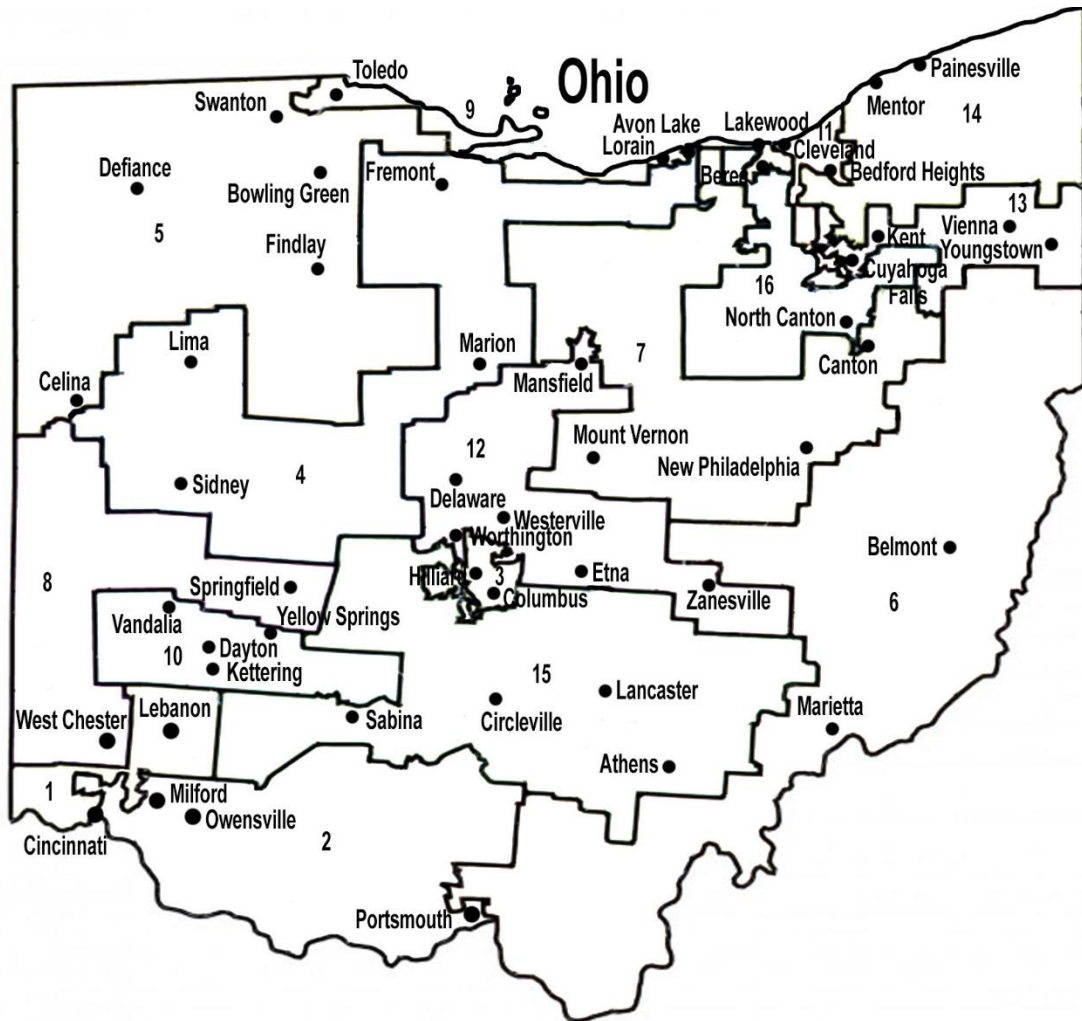 Ohio
Toledo
Painesville
Swanton
9
Mentor
14
Avon Lake
Lakewood
11
Lorain
Cleveland
Defiance
Fremont
Berea
Bedford Heights
Bowling Green
13
5
Vienna
Kent
Youngstown
Findlay
Cuyahoga
Falls
16
North Canton
Lima
Marion
7
Mansfield
Canton
Celina
Mount Vernon
12
New Philadelphia
4
Sidney
Delaware
Westerville
Worthington
Belmont
8
Hilliard
3
Etna
Springfield
Columbus
Zanesville
6
Vandalia
Yellow Springs
10
Dayton
Kettering
15
Lancaster
West Chester
Lebanon
Sabina
Circleville
Marietta
Athens
1
Milford
Owensville
Cincinnati
2
Portsmouth